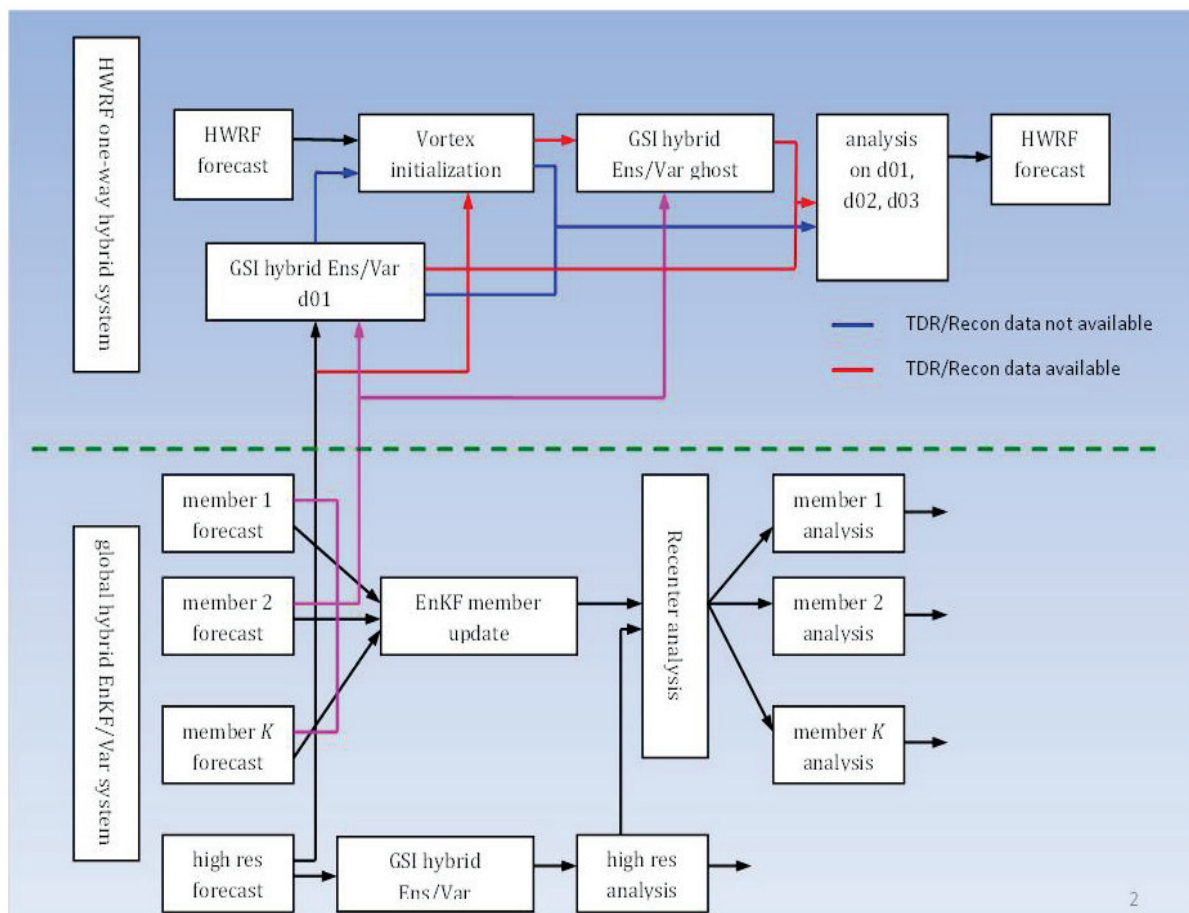 HWRF one-way hybrid system
HWRF
forecast
Vortex
initialization
GSI hybrid
Ens/Var ghost
analysis
on d01,
d02, d03
HWRF
forecast
GSI hybrid Ens/Var
d01
TDR/Recon data not available
TDR/Recon data available
global hybrid EnKF/Var system
member 1
forecast
member 2
forecast
member K
forecast
high res
forecast
EnKF member
update
GSI hybrid
Ens/Var
high res
analysis
Recenter analysis
member 1
analysis
member 2
analysis
member K
analysis
2